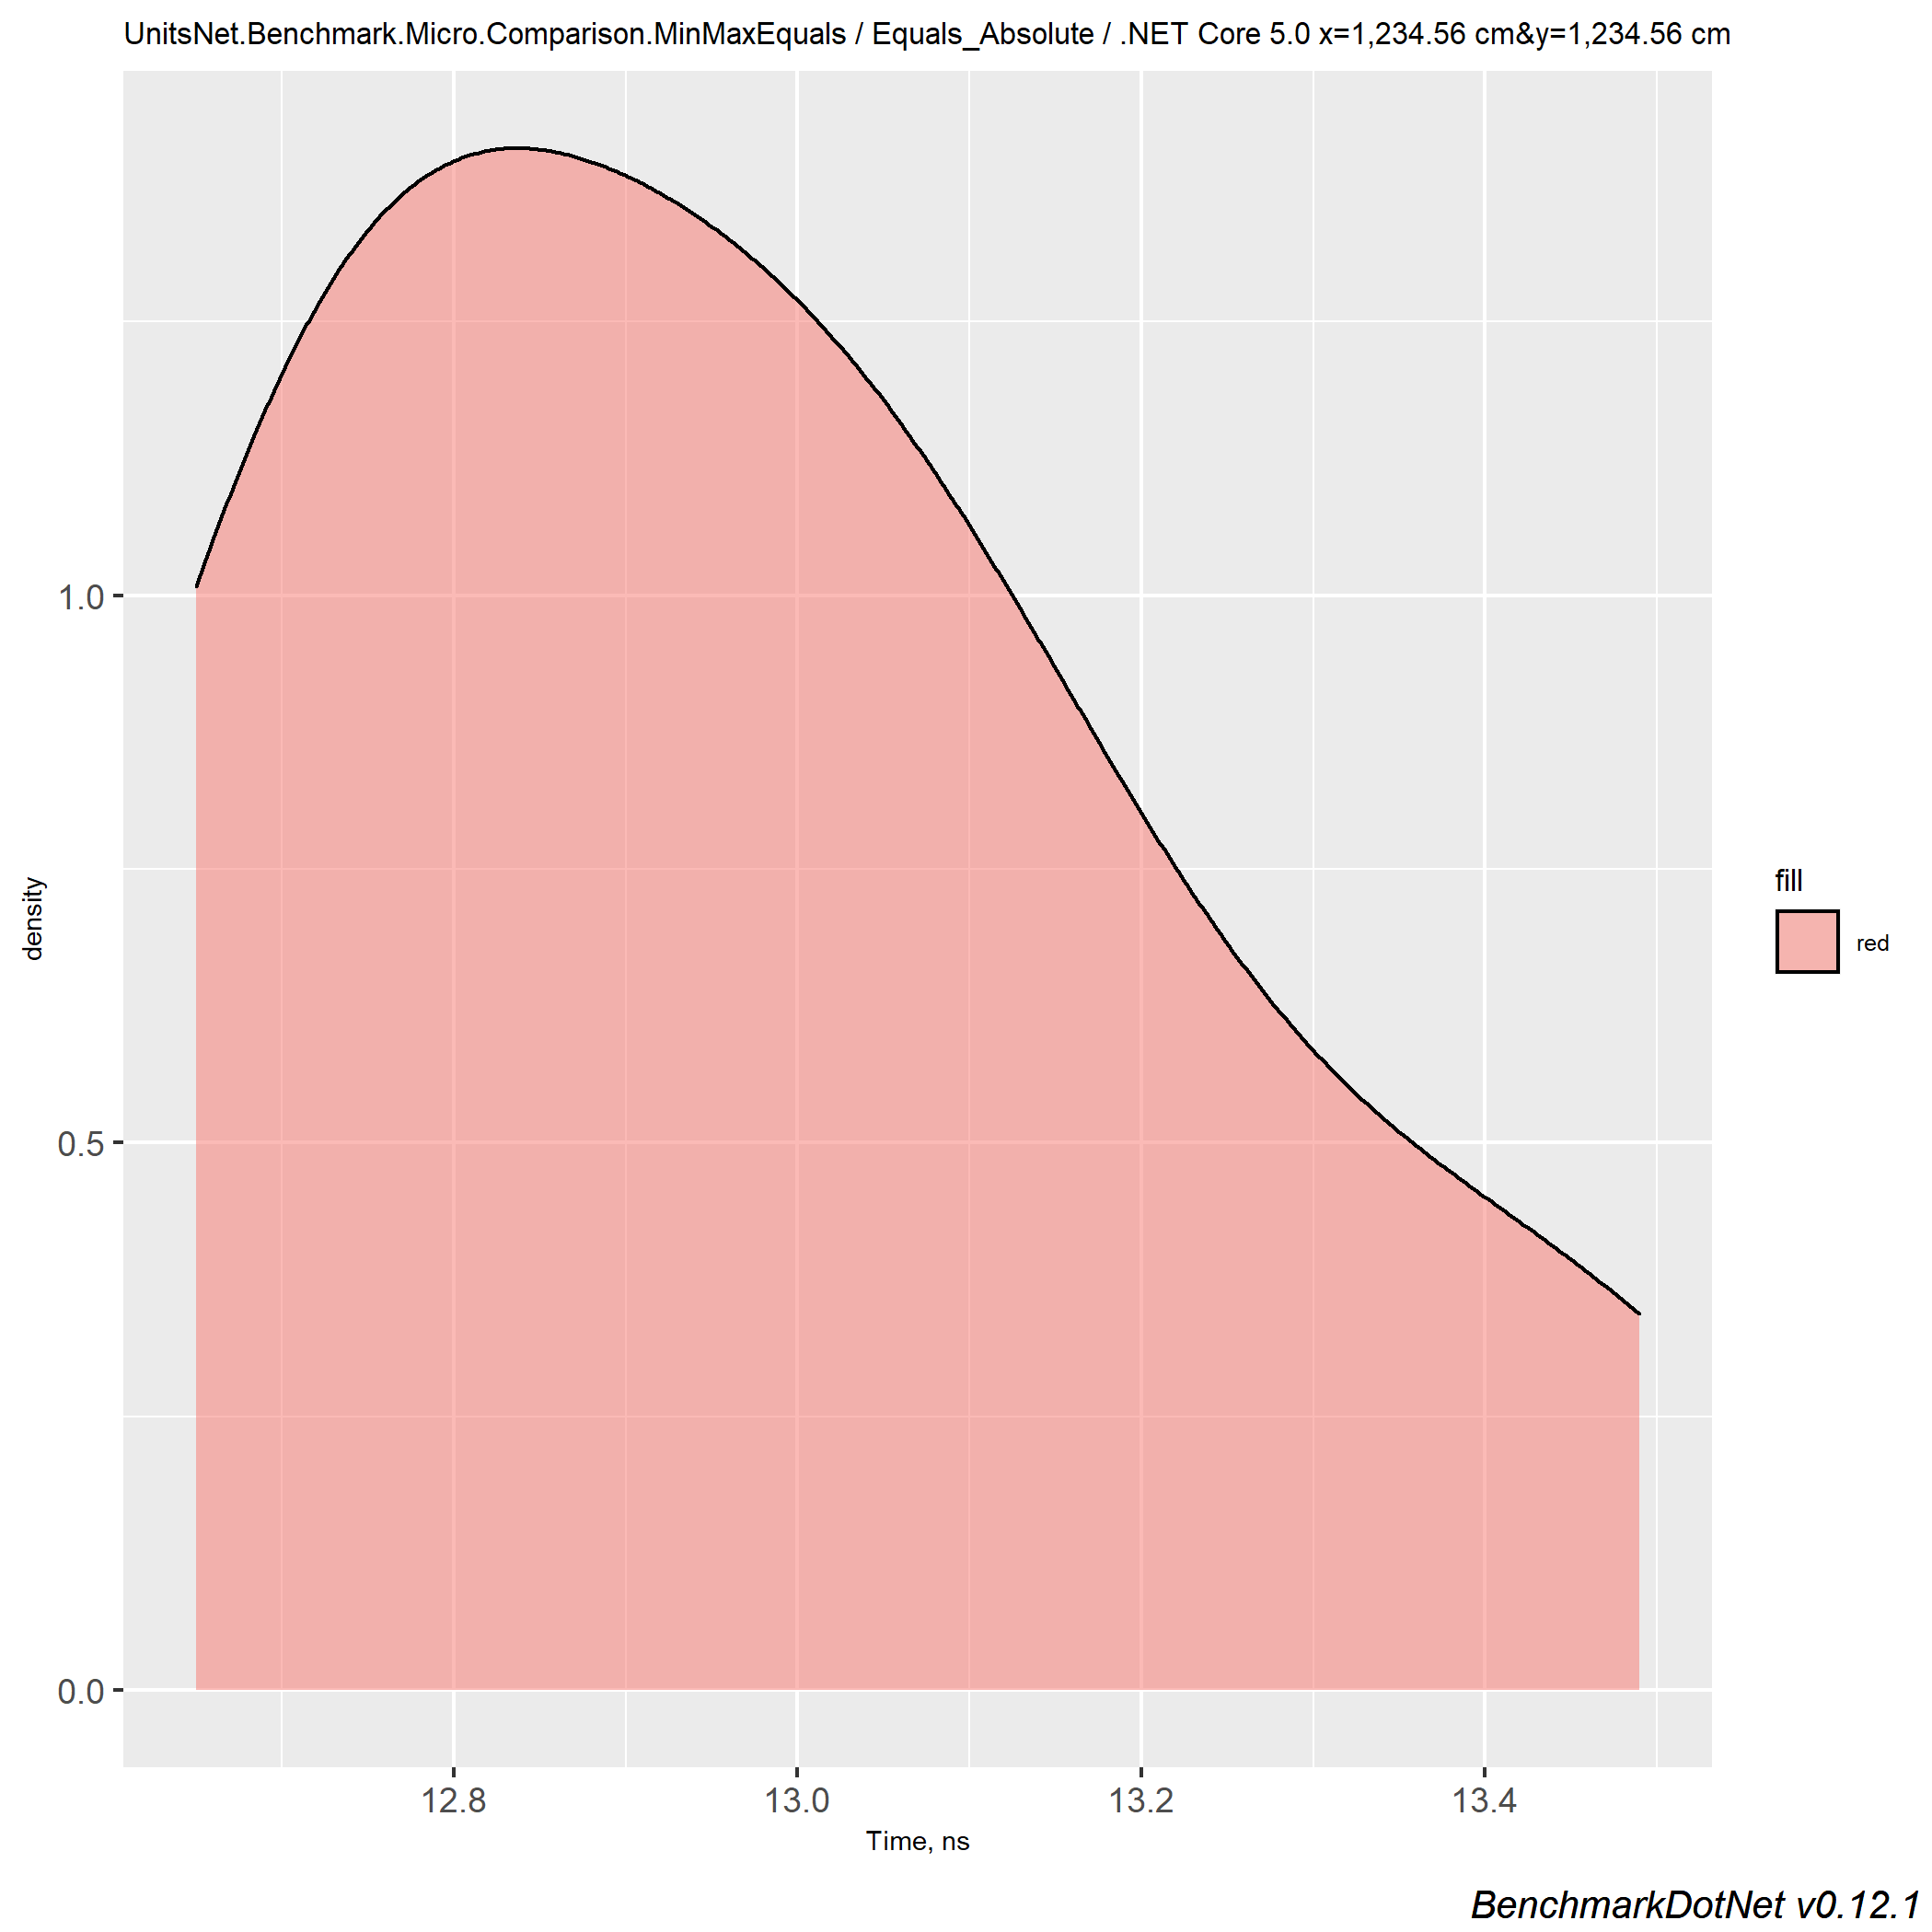 UnitsNet.Benchmark.Micro.Comparison.MinMaxEquals / Equals_Absolute / .NET Core 5.0 x=1,234.56 cm&y=1,234.56 cm
density
1.0
0.5
0.0
12.8 13.0 13.2 13.4
Time, ns
fill
red
BenchmarkDotNet v0.12.1